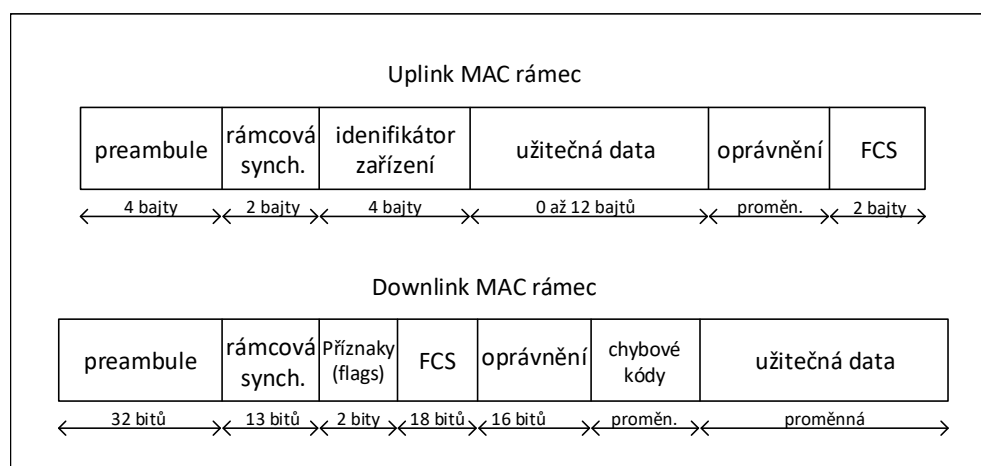 Uplink MAC rámec
preambule
rámcová
synch.
idenifikátor
zařízení
užitečná data
oprávnění
FCS
4 bajty
2 bajty
4 bajty
0 až 12 bajtů
proměn.
2 bajty
Downlink MAC rámec
preambule
rámcová
synch.
Příznaky
(flags)
FCS
oprávnění
chybové
kódy
užitečná data
32 bitů
13 bitů
2 bity
18 bitů
16 bitů
proměn.
proměnná